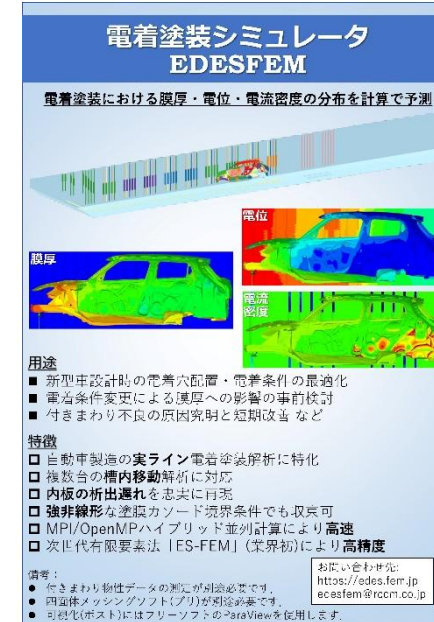 電着塗装シミュレータ
EDESFEM
電着塗装における膜厚・電位・電流密度の分布を計算で予測
電位
膜厚
電流
密度
用途
■ 新型車設計時の電着穴配置・電着条件の最適化
■ 電着条件変更による膜厚への影響の事前検討
■ 付きまわり不良の原因究明と短期改善 など
特徴
自動車製造の実ライン電着塗装解析に特化
複数台の槽内移動解析に対応
内板の析出遅れを忠実に再現
強非線形な塗膜カソード境界条件でも収束可
MPI/OpenMPハイブリッド並列計算により高速
次世代有限要素法「ES-FEM」(業界初)により高精度
備考:
● 付きまわり物性データの測定が別途必要です。
● 四面体メッシングソフト(プリ)が別途必要です。
● 可視化(ポスト)にはフリーソフトのParaViewを使用します。
お問い合わせ先:
https://edes.fem.jp
ecesfem@rccm.co.jp